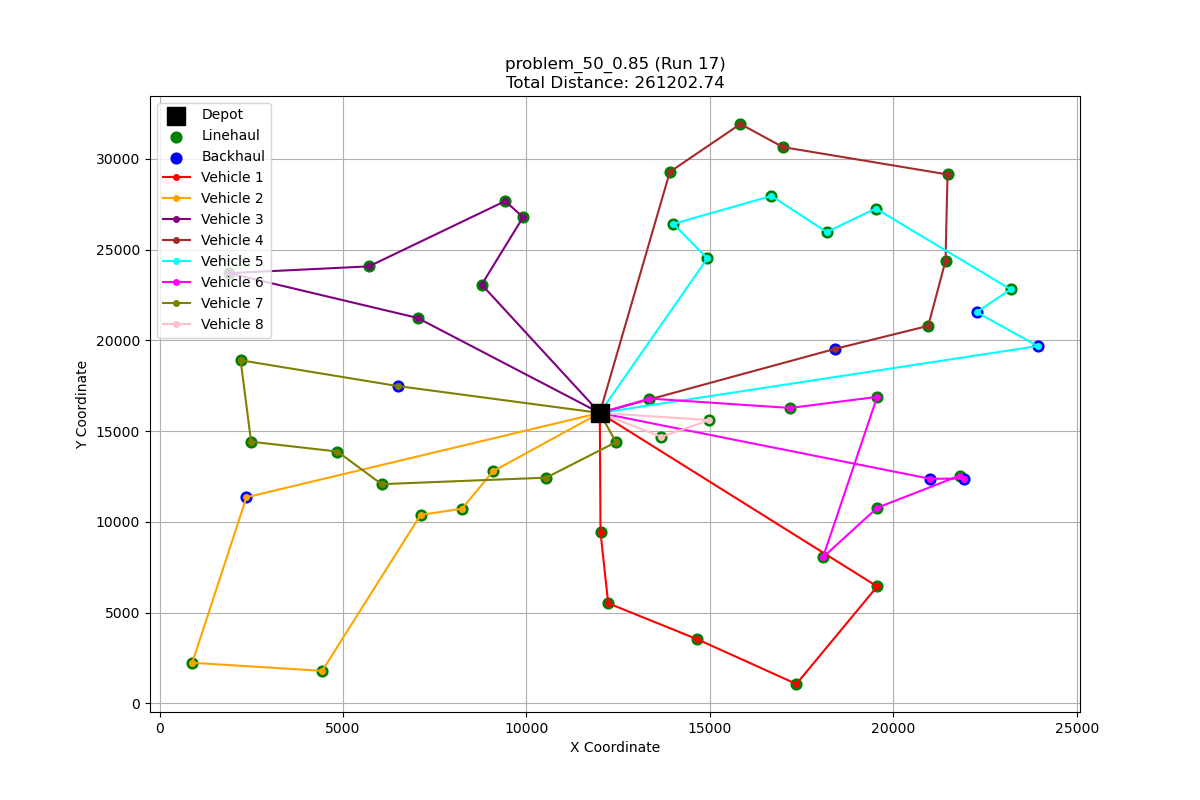 problem_50_0.85 (Run 17)
Total Distance: 261202.74
Depot
Linehaul
Backhaul
Vehicle 1
Vehicle 2
Vehicle 3
Vehicle 4
Vehicle 5
Vehicle 6
Vehicle 7
Vehicle 8
30000
25000
20000
15000
10000
5000
0
Y Coordinate
0
5000
10000
15000
20000
25000
X Coordinate